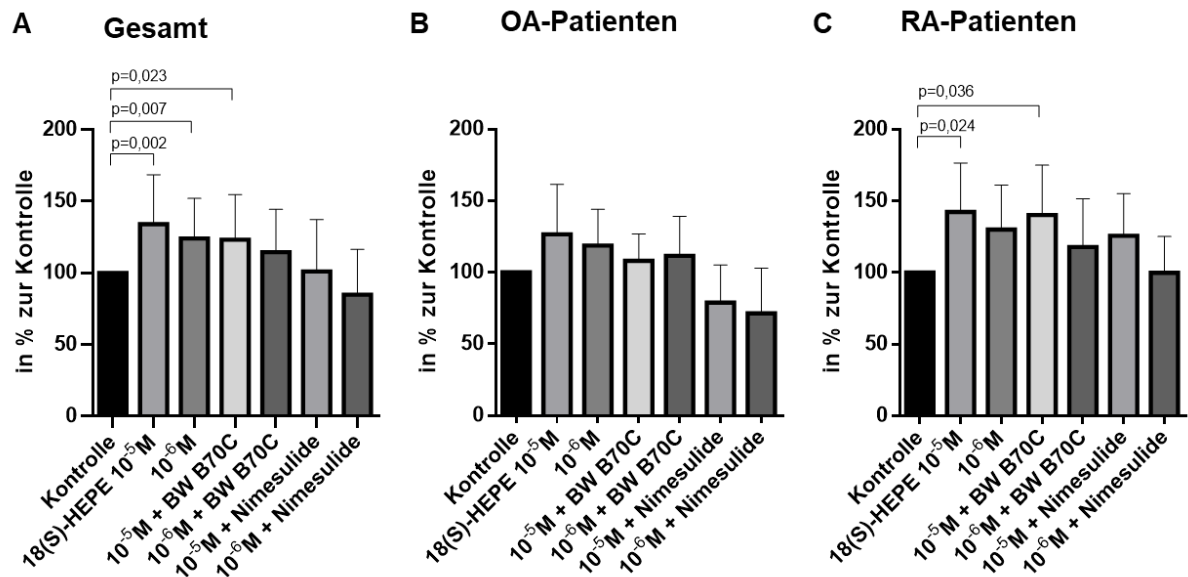 A Gesamt
p=0,023
p=0,007
p=0,002
in % zur Kontrolle
200
150
100
50
0
Kontrolle
18(S)-HEPE 10⁻⁵M
10⁻⁶M
10⁻⁵M + BW B70C
10⁻⁶M + BW B70C
10⁻⁵M + Nimesulide
10⁻⁶M + Nimesulide
B OA-Patienten
in % zur Kontrolle
200
150
100
50
0
Kontrolle
18(S)-HEPE 10⁻⁵M
10⁻⁶M
10⁻⁵M + BW B70C
10⁻⁶M + BW B70C
10⁻⁵M + Nimesulide
10⁻⁶M + Nimesulide
C RA-Patienten
p=0,036
p=0,024
in % zur Kontrolle
200
150
100
50
0
Kontrolle
18(S)-HEPE 10⁻⁵M
10⁻⁶M
10⁻⁵M + BW B70C
10⁻⁶M + BW B70C
10⁻⁵M + Nimesulide
10⁻⁶M + Nimesulide